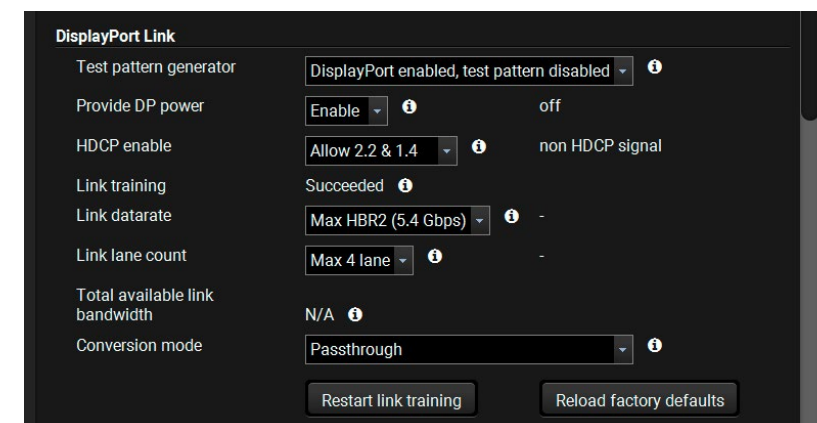 DisplayPort Link
Test pattern generator DisplayPort enabled, test pattern disabled
Provide DP power Enable off
HDCP enable Allow 2.2 & 1.4 non HDCP signal
Link training Succeeded
Link datarate Max HBR2 (5.4 Gbps) -
Link lane count Max 4 lane -
Total available link
bandwidth N/A
Conversion mode Passthrough
Restart link training Reload factory defaults